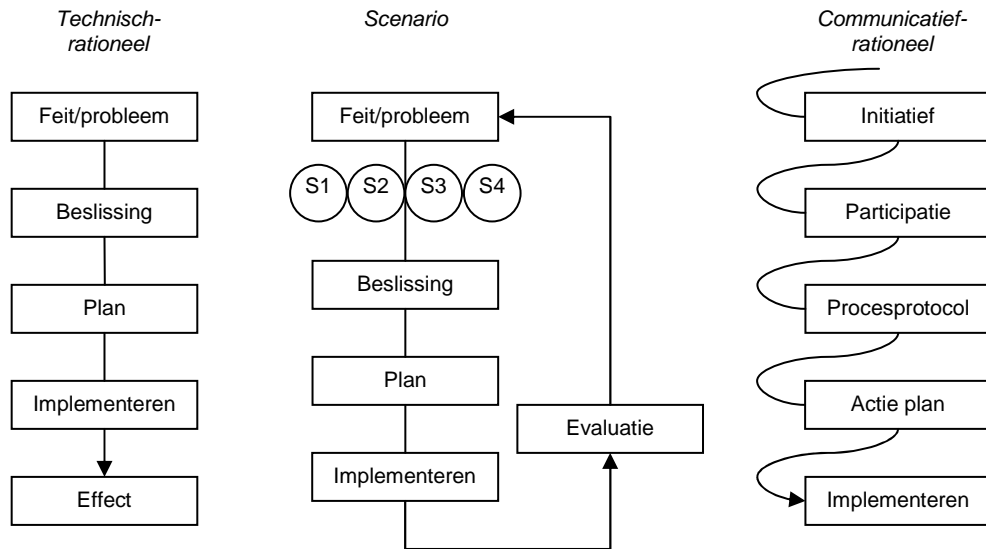 Technisch-
rationeel
Feit/probleem
Beslissing
Plan
Implementeren
Effect
Scenario
Feit/probleem
S1
S2
S3
S4
Beslissing
Plan
Implementeren
Evaluatie
Communicatief-
rationeel
Initiatief
Participatie
Procesprotocol
Actie plan
Implementeren